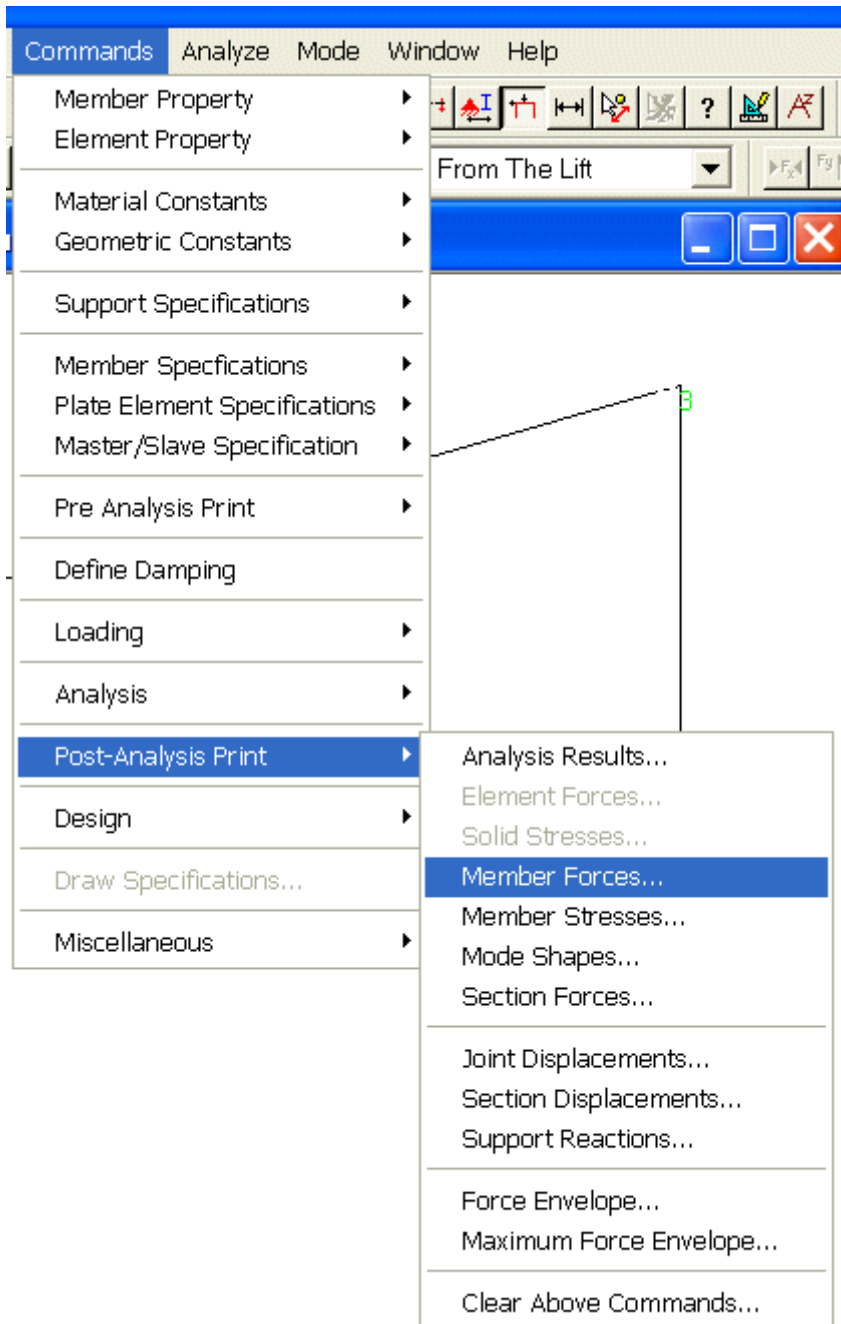 Commands Analyze Mode Window Help
Member Property
Element Property
? 
From The Lift
Fx Fy
Material Constants
Geometric Constants
Support Specifications
Member Specfications
Plate Element Specifications
Master/Slave Specification
3
Pre Analysis Print
Define Damping
Loading
Analysis
Post-Analysis Print
Design
Draw Specifications...
Miscellaneous
Analysis Results...
Element Forces...
Solid Stresses...
Member Forces...
Member Stresses...
Mode Shapes...
Section Forces...
Joint Displacements...
Section Displacements...
Support Reactions...
Force Envelope...
Maximum Force Envelope...
Clear Above Commands...